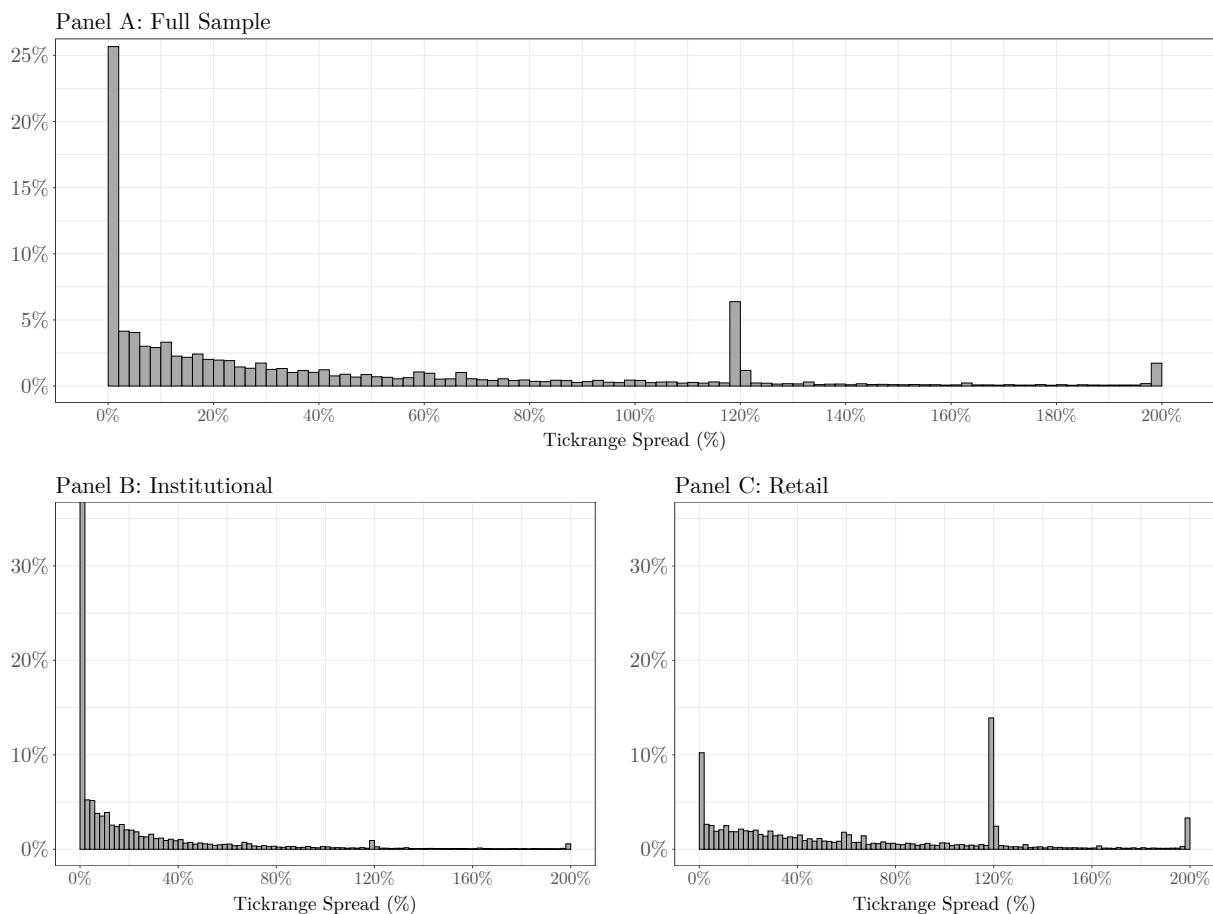 Panel A: Full Sample
25%
20%
15%
10%
5%
0%
0% 20% 40% 60% 80% 100% 120% 140% 160% 180% 200%
Tickrange Spread (%)
Panel B: Institutional
30%
20%
10%
0%
0% 40% 80% 120% 160% 200%
Tickrange Spread (%)
Panel C: Retail
30%
20%
10%
0%
0% 40% 80% 120% 160% 200%
Tickrange Spread (%)